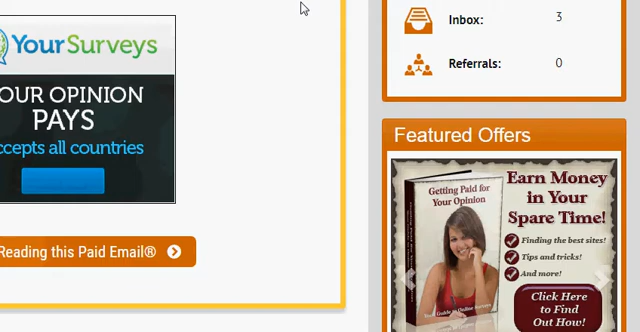 YourSurveys
OUR OPINION
PAYS
ccepts all countries
Reading this Paid Email®
Inbox: 3
Referrals: 0
Featured Offers
Getting Paid for
Your Opinion
Earn Money
in Your
Spare Time!
Finding the best sites!
Tips and tricks!
And more!
Click Here
to Find
Out How!